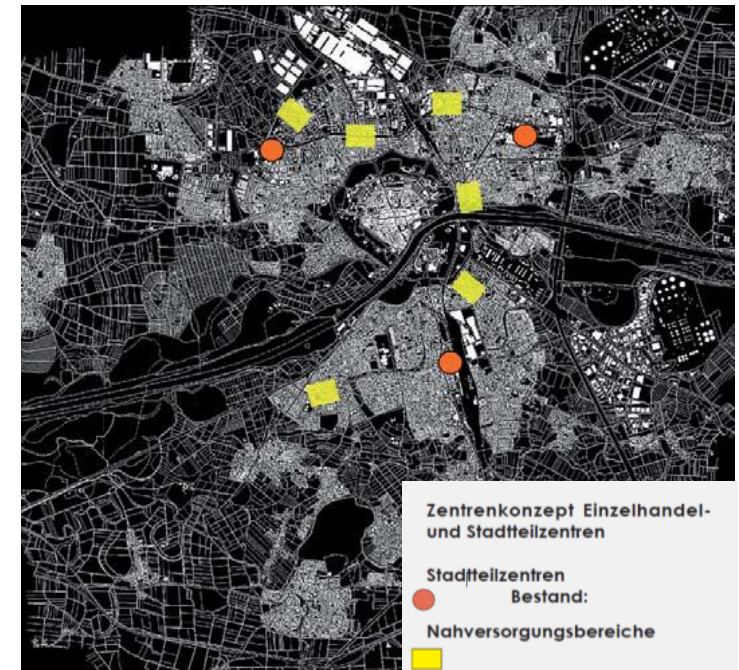 Zentrenkonzept Einzelhandel-
und Stadtteilzentren
Stadtteilzentren
Bestand:
Nahversorgungsbereiche